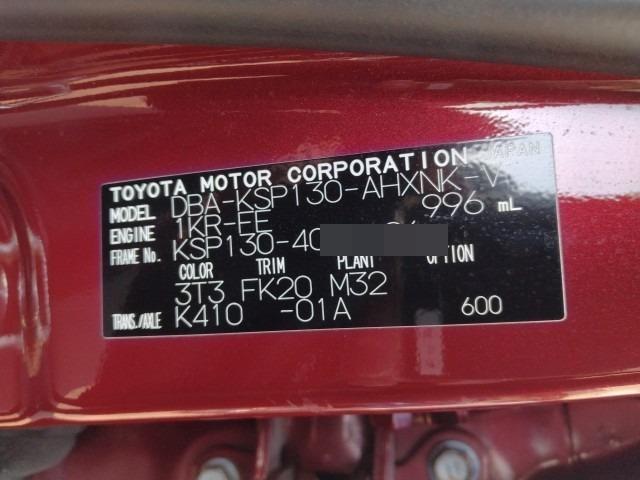 TOYOTA MOTOR CORPORATION JAPAN
MODEL DBA-KSP130-AHXNK-V
ENGINE 1KR-FE 996 mL
FRAME No. KSP130-40
COLOR TRIM PLANT OPTION
3T3 FK20 M32
TRANS./AXLE K410 -01A 600